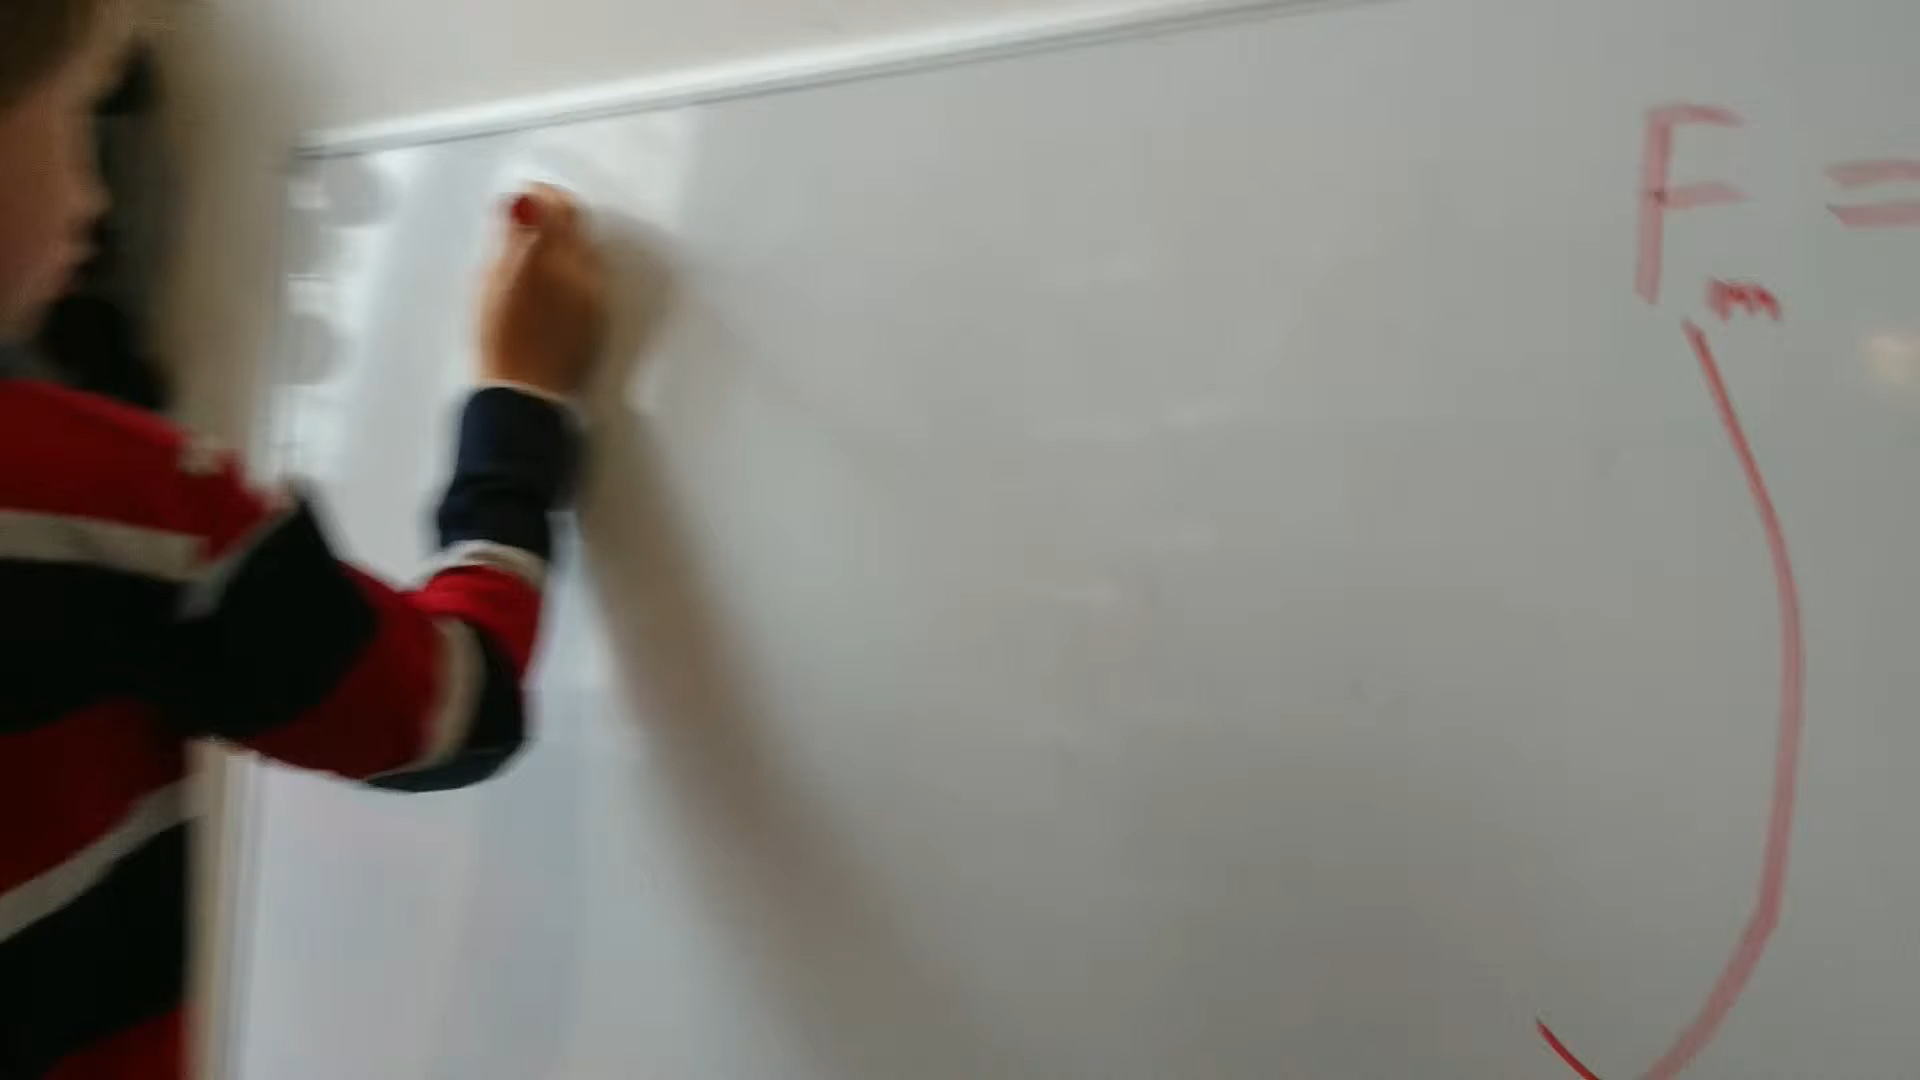 Fm =